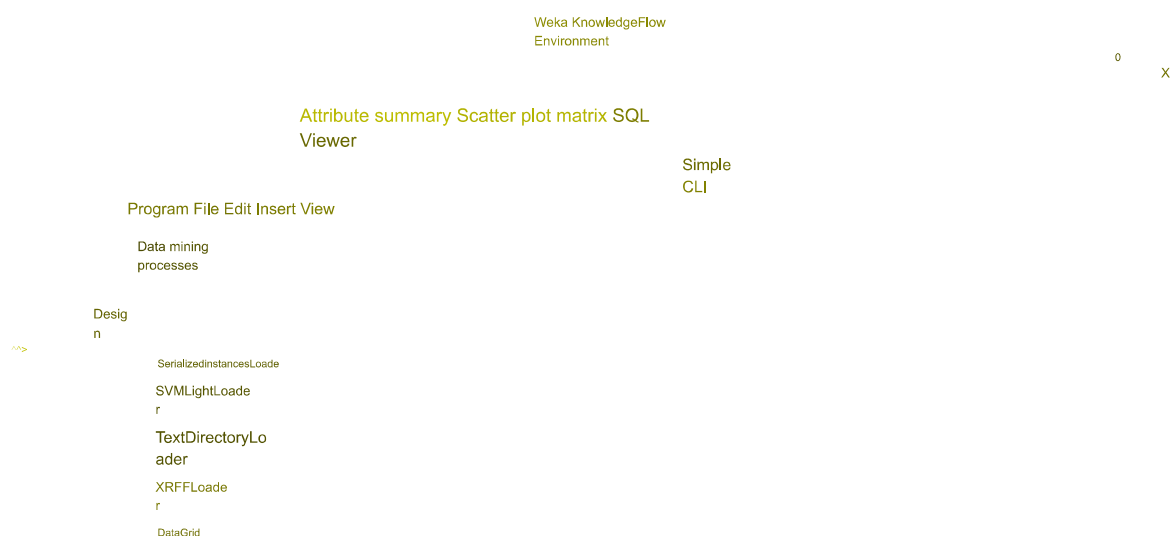 Weka KnowledgeFlow
Environment
0
X
Attribute summary Scatter plot matrix SQL
Viewer
Simple
CLI
Program File Edit Insert View
Data mining
processes
Desig
n
^^>
SerializedinstancesLoade
SVMLightLoade
r
TextDirectoryLo
ader
XRFFLoade
r
DataGrid